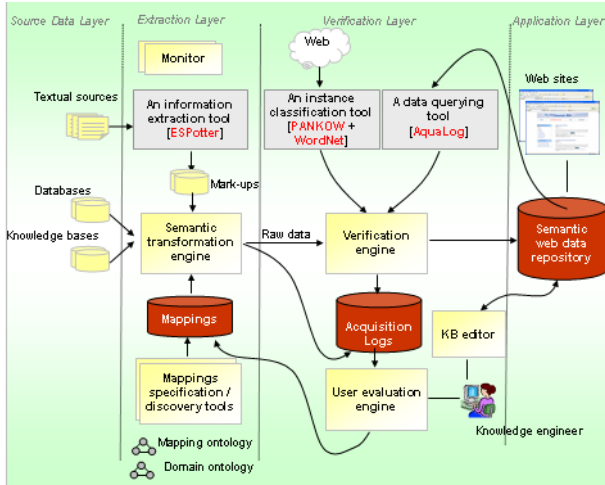 Source Data Layer
Extraction Layer
Verification Layer
Application Layer
Monitor
Web
Web sites
Textual sources
An information
extraction tool
[ESPotter]
An instance
classification tool
[PANKOW +
WordNet]
A data querying
tool
[AquaLog]
Mark-ups
Databases
Knowledge bases
Semantic
transformation
engine
Raw data
Verification
engine
Semantic
web data
repository
Mappings
Acquisition
Logs
KB editor
Mappings
specification /
discovery tools
User evaluation
engine
Knowledge engineer
Mapping ontology
Domain ontology